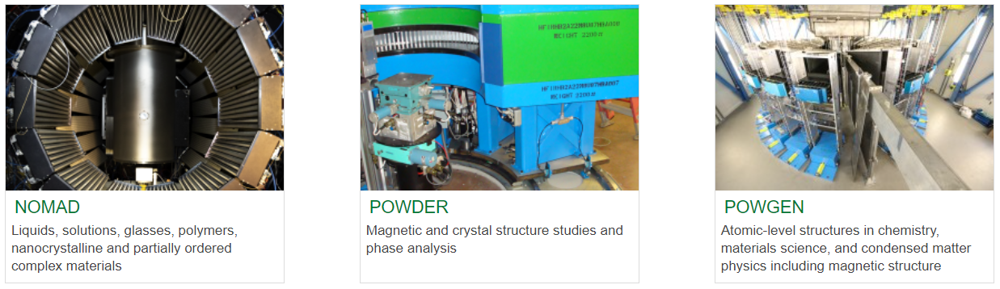 NOMAD
Liquids, solutions, glasses, polymers,
nanocrystalline and partially ordered
complex materials
POWDER
Magnetic and crystal structure studies and
phase analysis
POWGEN
Atomic-level structures in chemistry,
materials science, and condensed matter
physics including magnetic structure